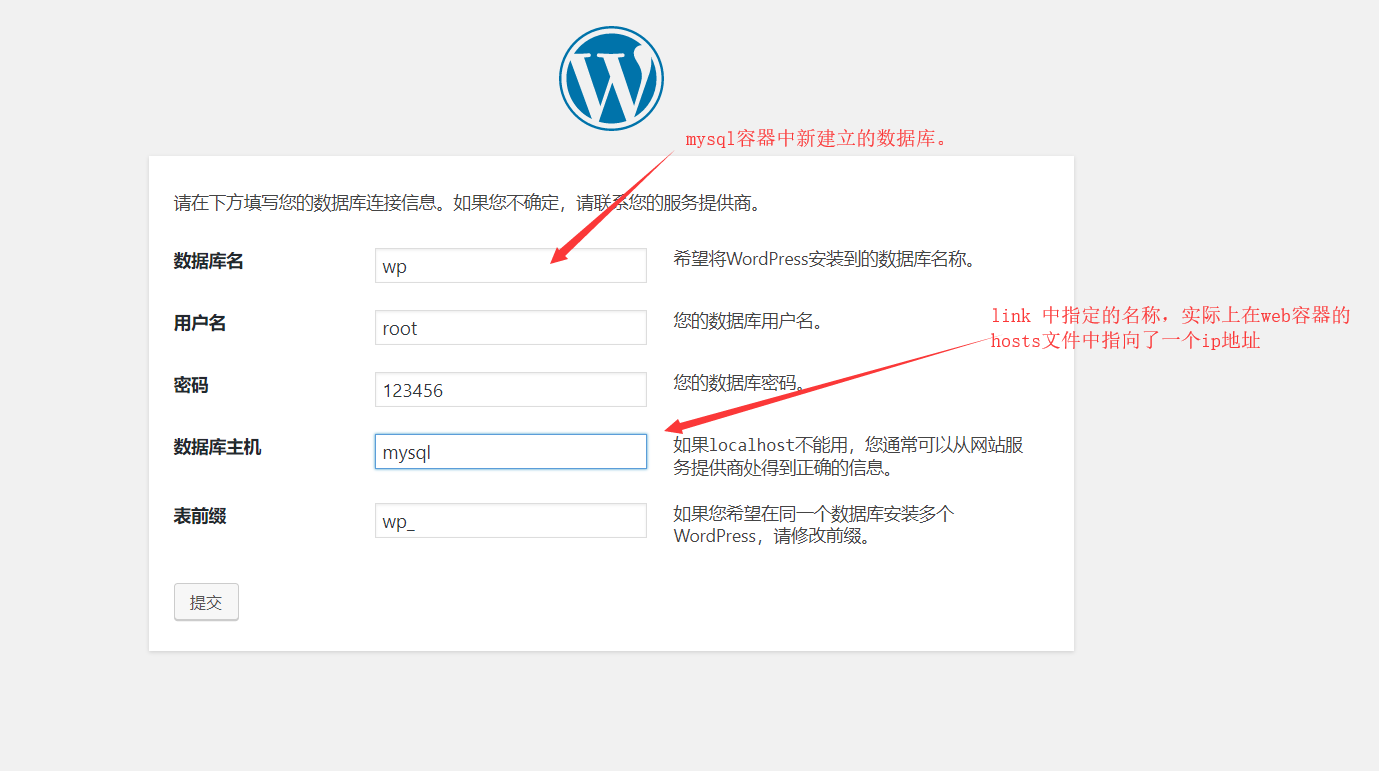 mysql容器中新建立的数据库。
请在下方填写您的数据库连接信息。如果您不确定，请联系您的服务提供商。
数据库名
wp
希望将WordPress安装到的数据库名称。
用户名
root
您的数据库用户名。
link 中指定的名称，实际上在web容器的
hosts文件中指向了一个ip地址
密码
123456
您的数据库密码。
数据库主机
mysql
如果localhost不能用，您通常可以从网站服
务提供商处得到正确的信息。
表前缀
wp_
如果您希望在同一个数据库安装多个
WordPress，请修改前缀。
提交